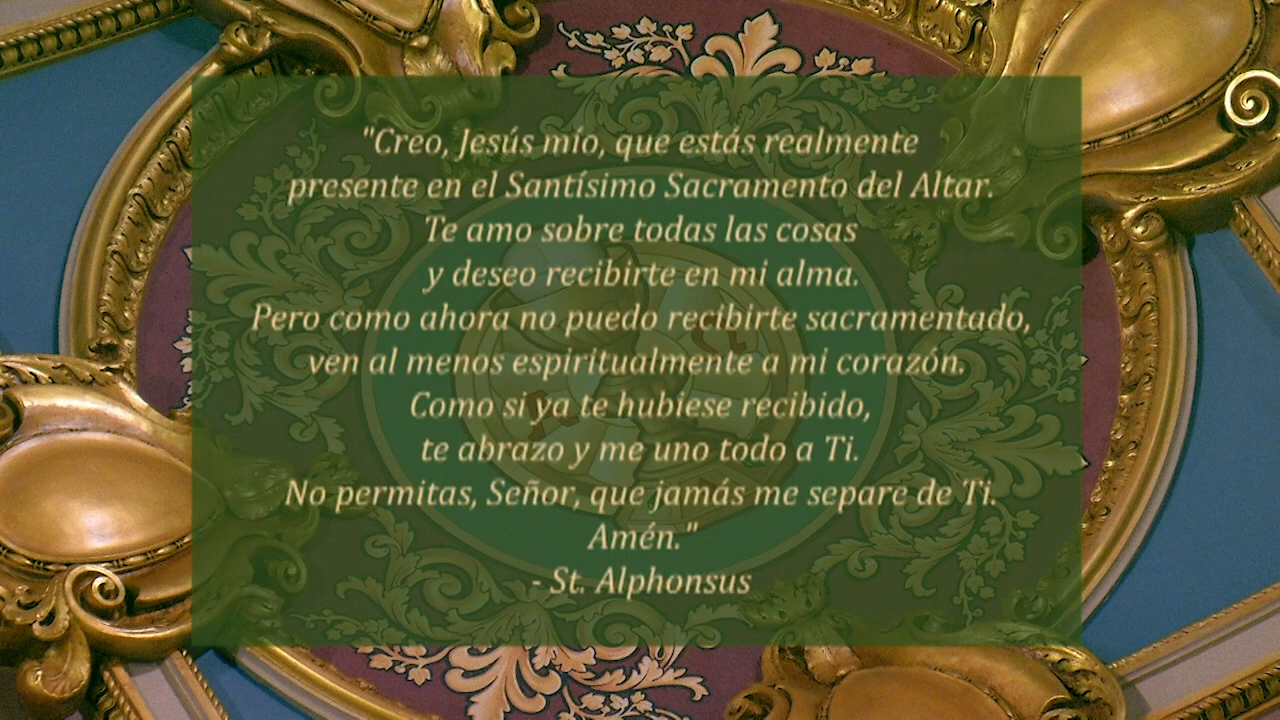 "Creo, Jesús mío, que estás realmente
presente en el Santísimo Sacramento del Altar.
Te amo sobre todas las cosas
y deseo recibirte en mi alma.
Pero como ahora no puedo recibirte sacramentado,
ven al menos espiritualmente a mi corazón.
Como si ya te hubiese recibido,
te abrazo y me uno todo a Ti.
No permitas, Señor, que jamás me separe de Ti.
Amén."
- St. Alphonsus